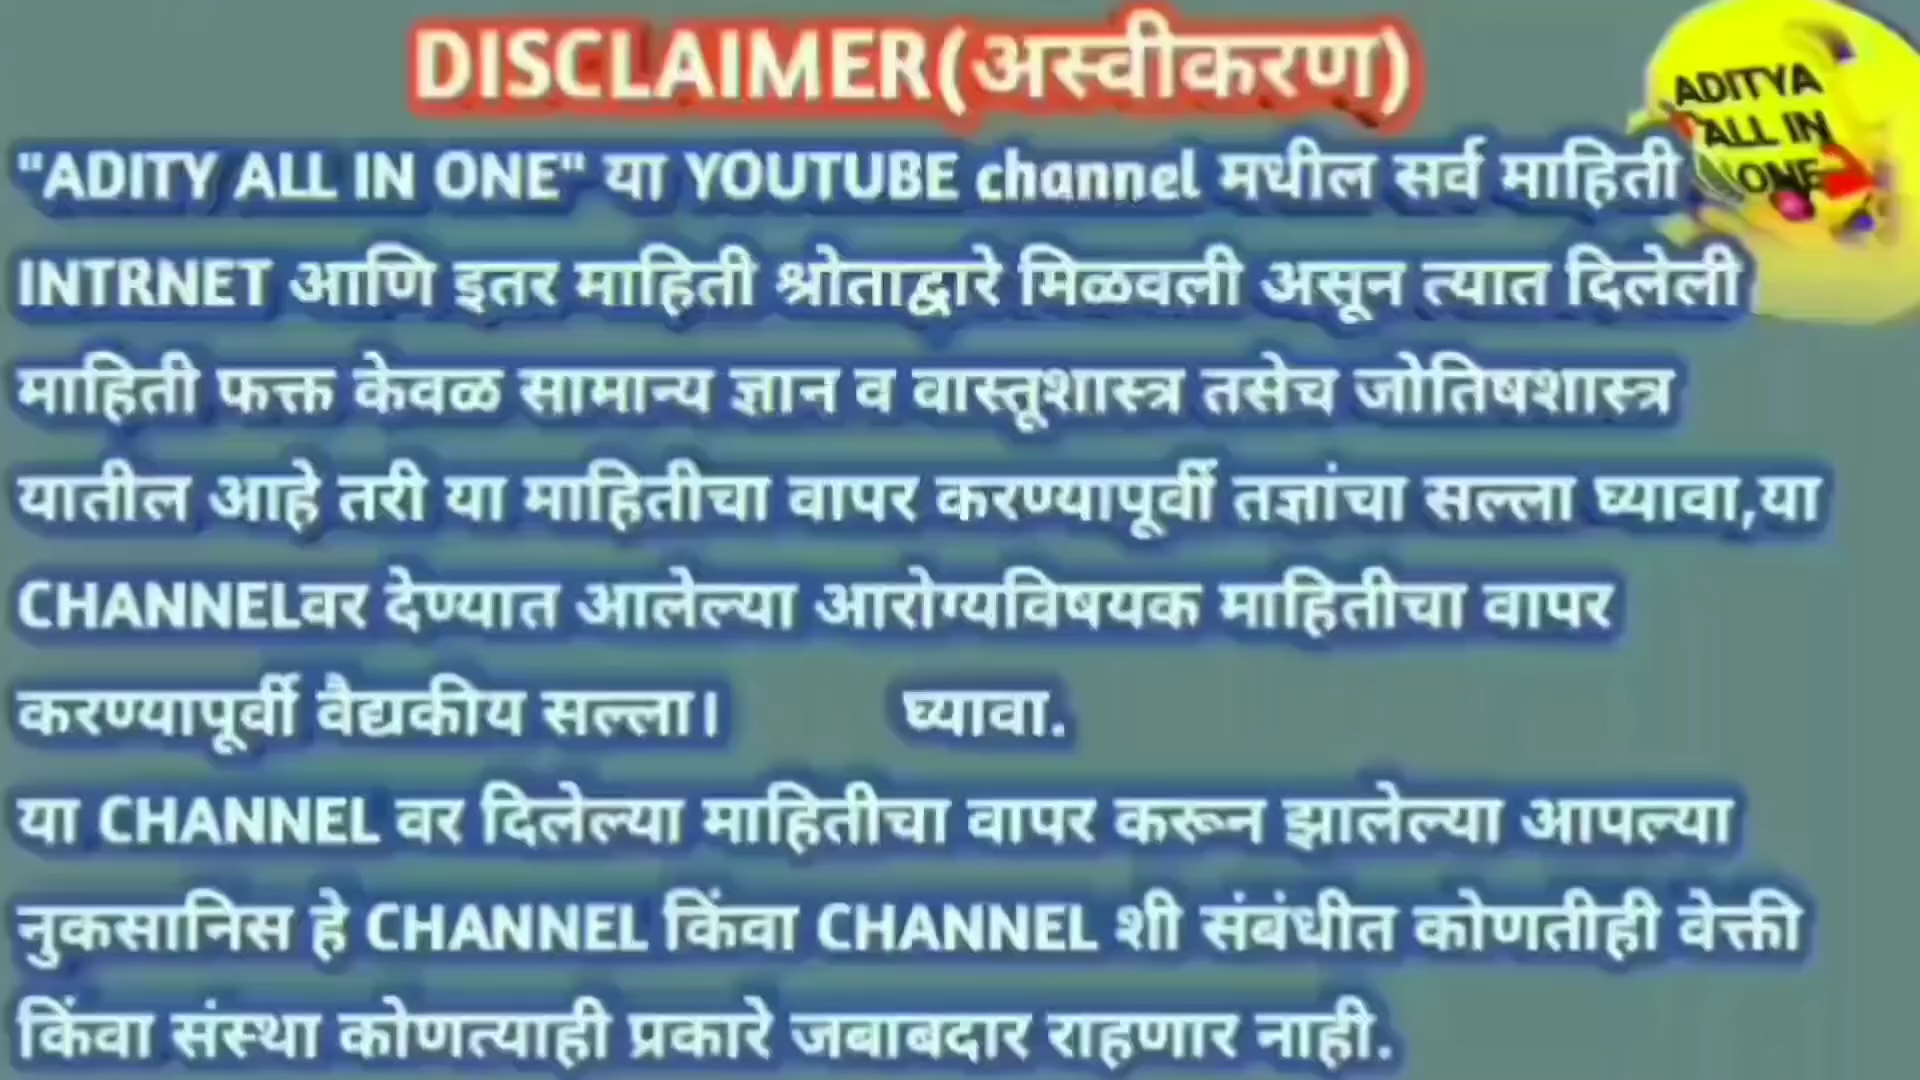 DISCLAIMER(अस्वीकरण)
ADITYA
ALL IN
ONE
"ADITY ALL IN ONE" या YOUTUBE channel मधील सर्व माहिती
INTRNET आणि इतर माहिती श्रोताद्वारे मिळवली असून त्यात दिलेली
माहिती फक्त केवळ सामान्य ज्ञान व वास्तूशास्त्र तसेच जोतिषशास्त्र
यातील आहे तरी या माहितीचा वापर करण्यापूर्वी तज्ञांचा सल्ला घ्यावा,या
CHANNELवर देण्यात आलेल्या आरोग्यविषयक माहितीचा वापर
करण्यापूर्वी वैद्यकीय सल्ला। घ्यावा.
या CHANNEL वर दिलेल्या माहितीचा वापर करून झालेल्या आपल्या
नुकसानिस हे CHANNEL किंवा CHANNEL शी संबंधीत कोणतीही वेक्ती
किंवा संस्था कोणत्याही प्रकारे जबाबदार राहणार नाही.